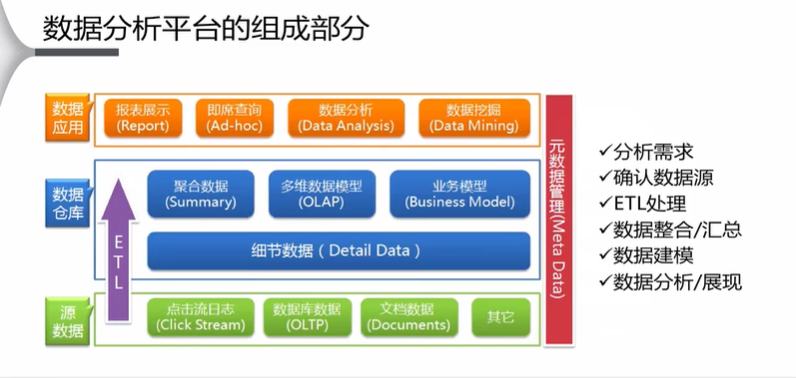 数据分析平台的组成部分
数据
应用
报表展示
(Report)
即席查询
(Ad-hoc)
数据分析
(Data Analysis)
数据挖掘
(Data Mining)
数据
仓库
聚合数据
(Summary)
多维数据模型
(OLAP)
业务模型
(Business Model)
细节数据（Detail Data）
ETL
源
数据
点击流日志
(Click Stream)
数据库数据
(OLTP)
文档数据
(Documents)
其它
元数据管理(Meta Data)
✓分析需求
✓确认数据源
✓ETL处理
✓数据整合/汇总
✓数据建模
✓数据分析/展现